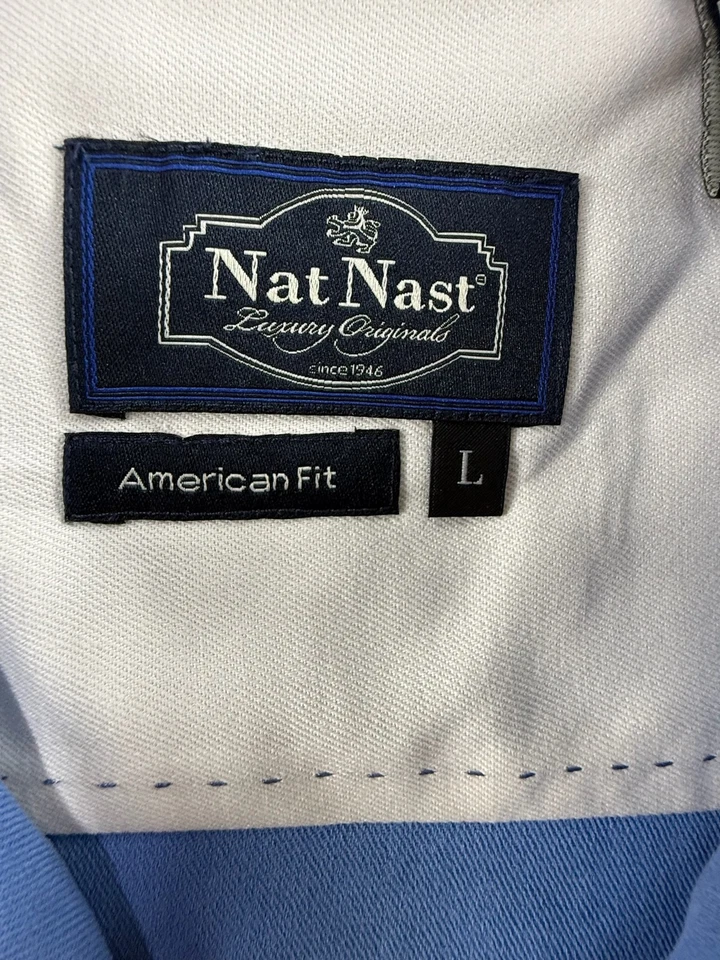 Nat Nast®
Luxury Originals
since 1946
American Fit
L